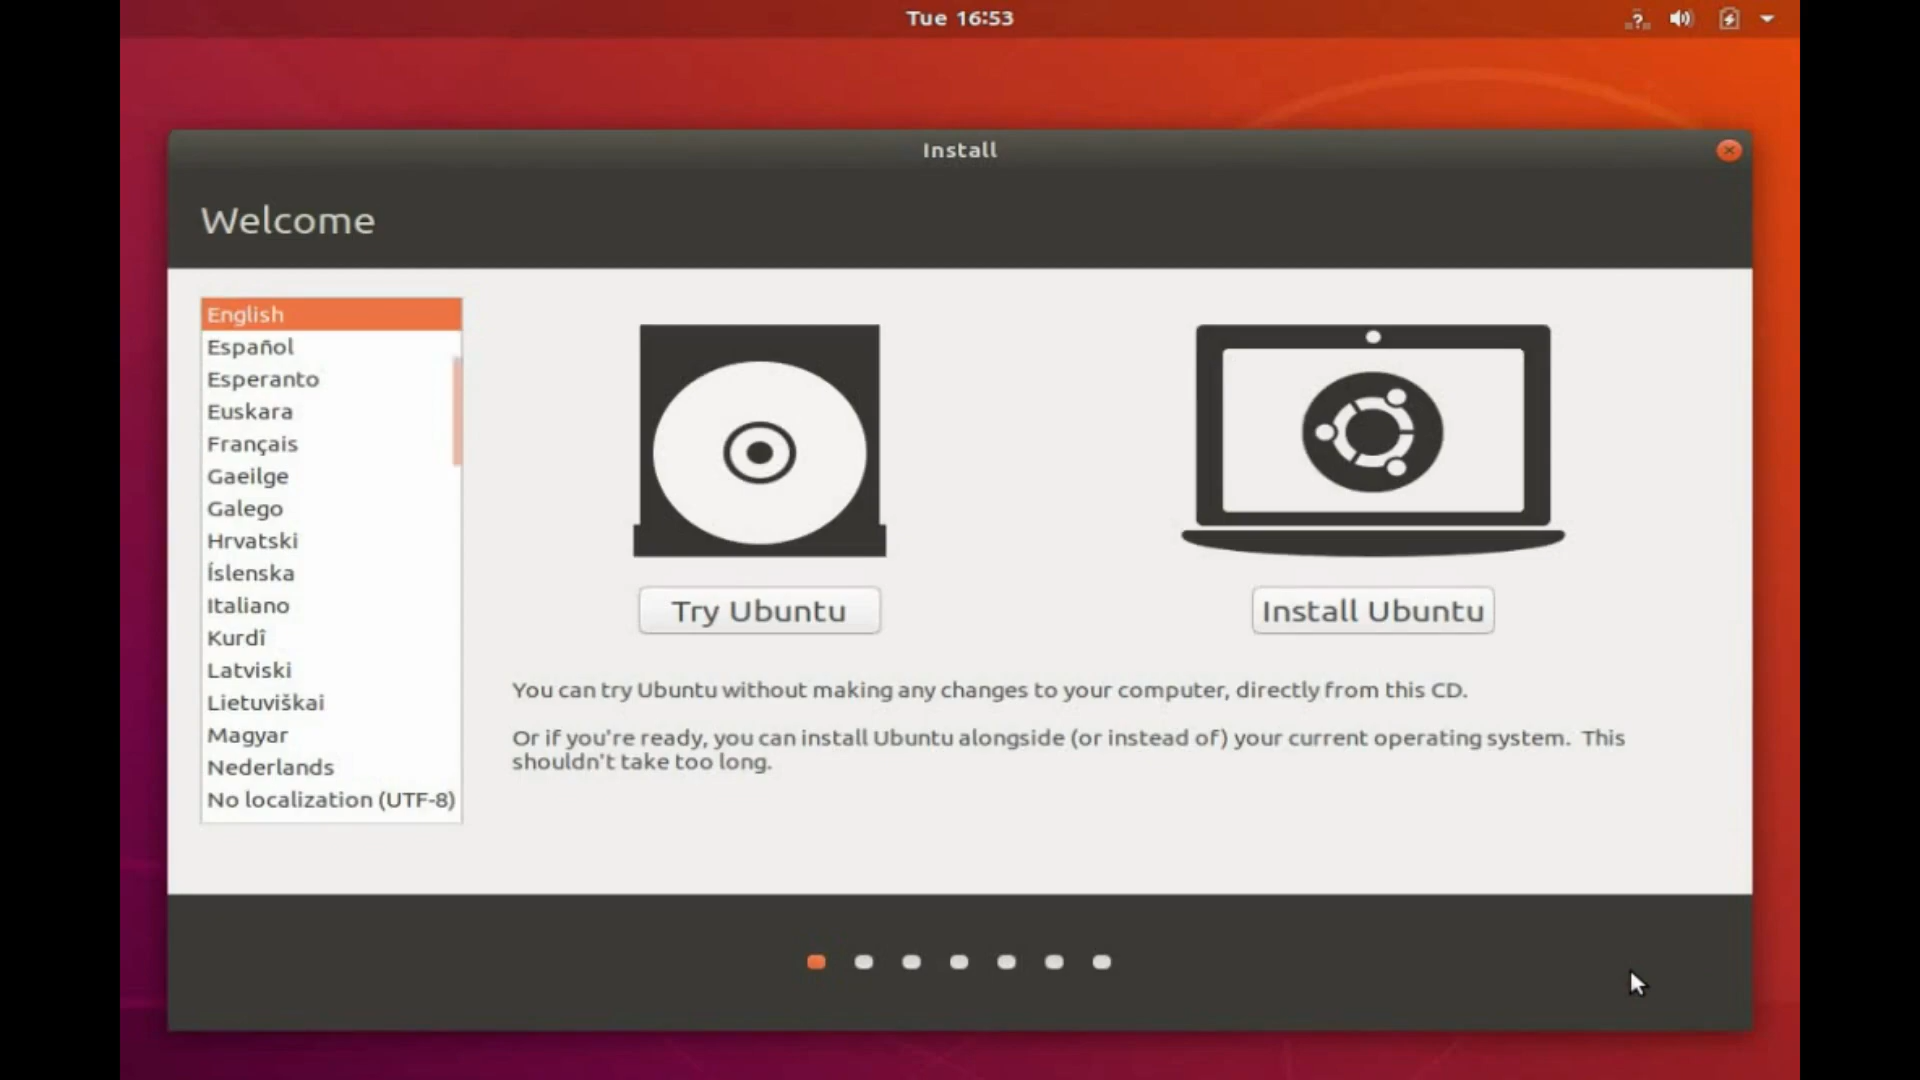 Tue 16:53
Install
Welcome
English
Español
Esperanto
Euskara
Français
Gaeilge
Galego
Hrvatski
Íslenska
Italiano
Kurdî
Latviski
Lietuviškai
Magyar
Nederlands
No localization (UTF-8)
Try Ubuntu
Install Ubuntu
You can try Ubuntu without making any changes to your computer, directly from this CD.
Or if you're ready, you can install Ubuntu alongside (or instead of) your current operating system. This
shouldn't take too long.